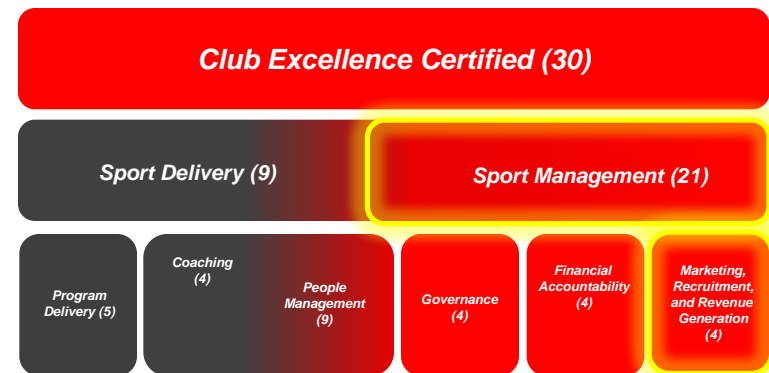 Club Excellence Certified (30)
Sport Delivery (9)
Sport Management (21)
Program
Delivery (5)
Coaching
(4)
People
Management
(9)
Governance
(4)
Financial
Accountability
(4)
Marketing,
Recruitment,
and Revenue
Generation
(4)